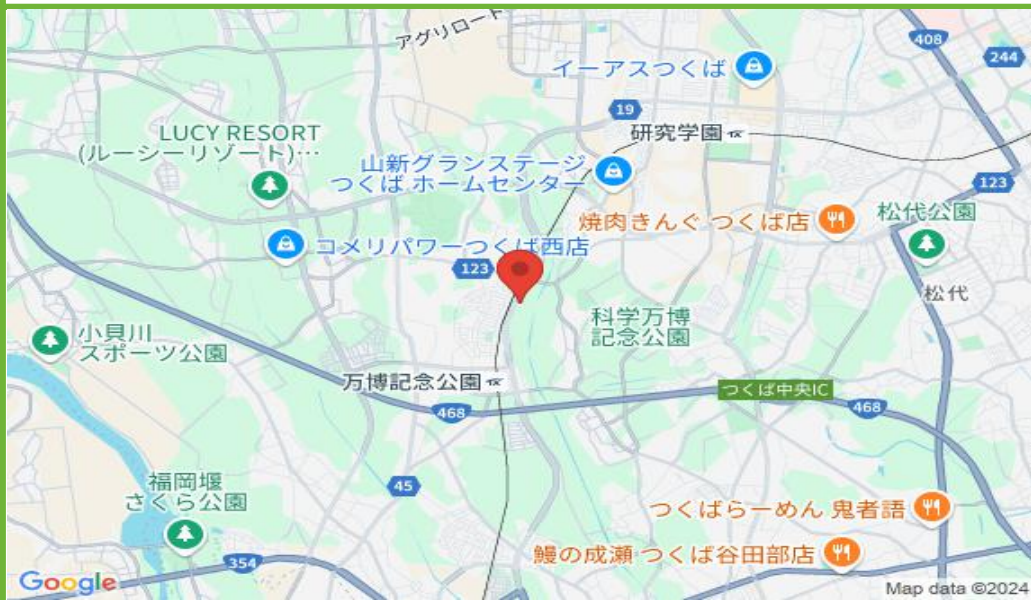 アグリロード
408
イーアスつくば
244
19
LUCY RESORT
(ルーシーリゾート)…
研究学園
山新グランステージ
つくば ホームセンター
123
焼肉きんぐ つくば店
松代公園
コメリパワーつくば西店
123
松代
科学万博
記念公園
小貝川
スポーツ公園
万博記念公園
つくば中央IC
468
468
45
福岡堰
さくら公園
つくばらーめん 鬼者語
鰻の成瀬 つくば谷田部店
354
Google
Map data ©2024